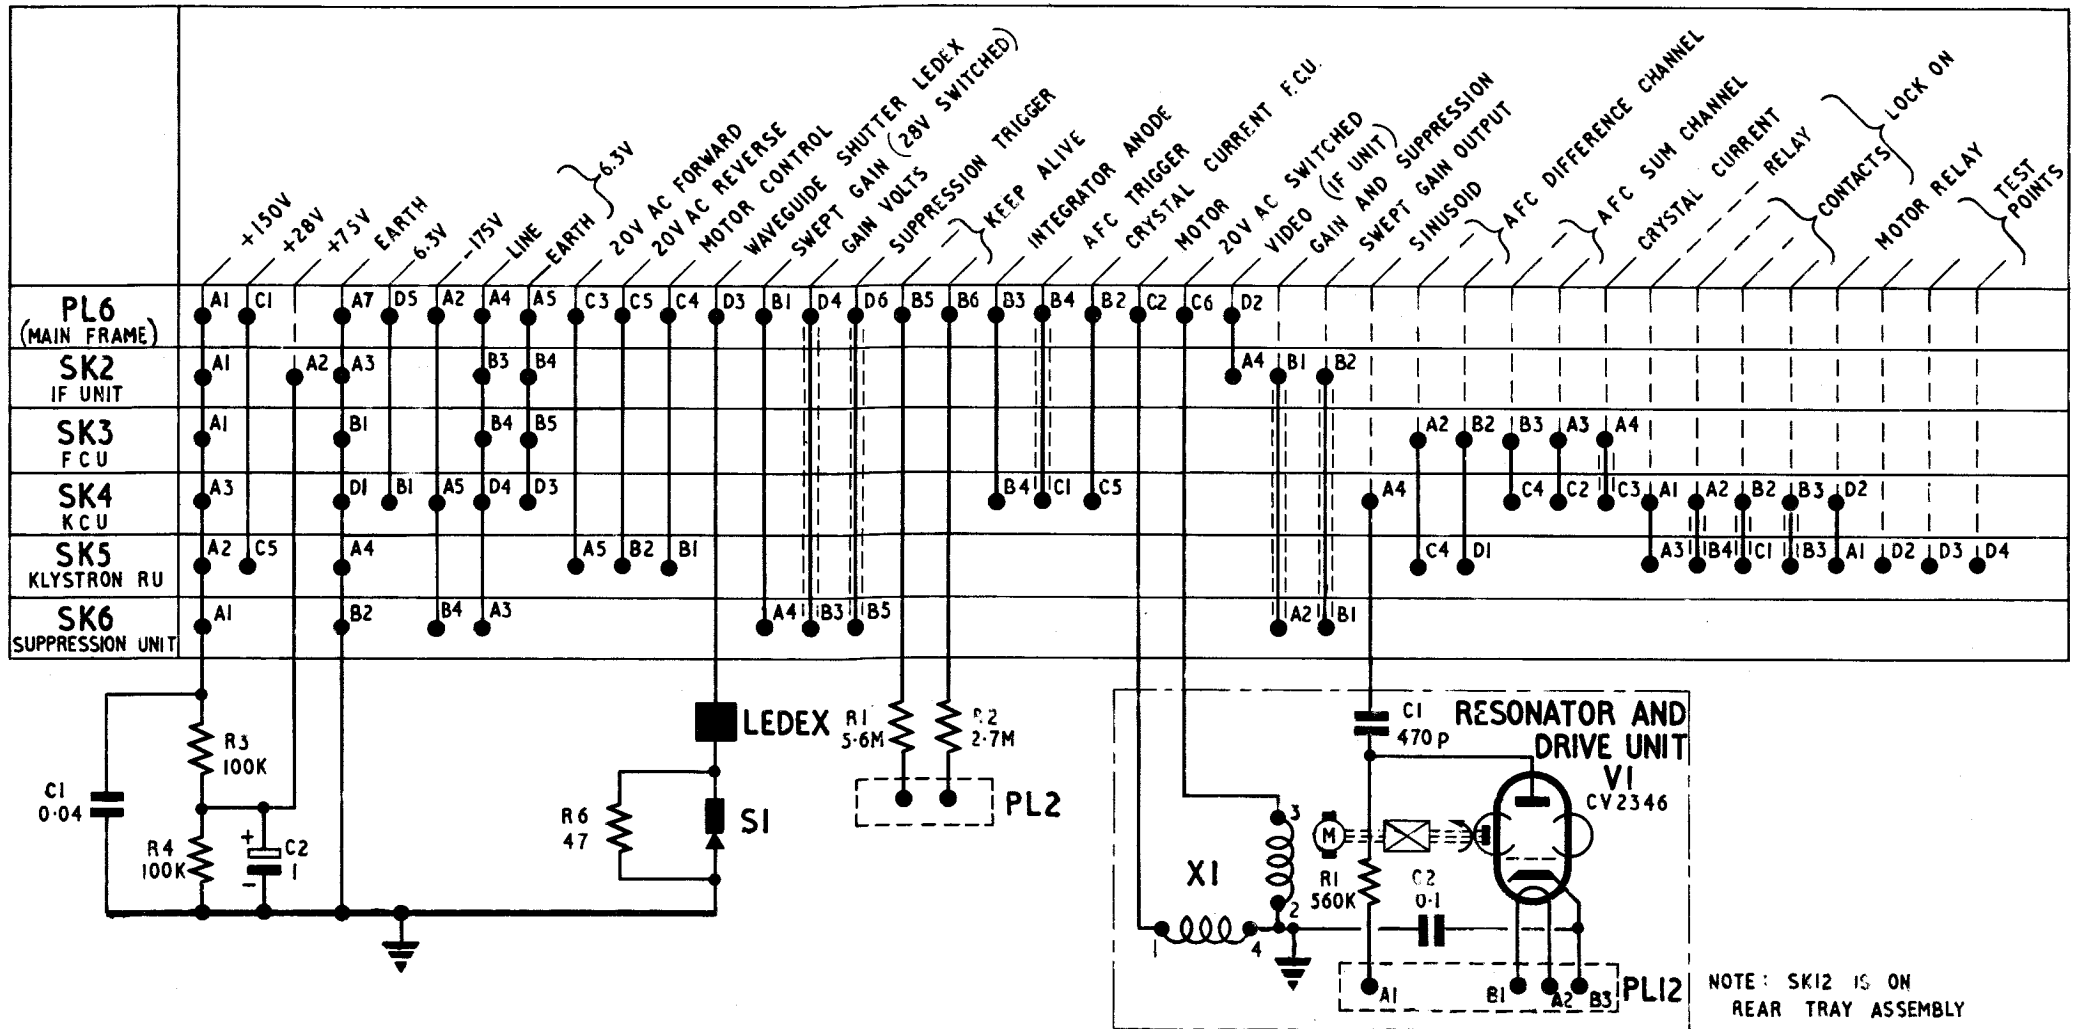 +150V
+28V
+75V
EARTH
6.3V
-175V
LINE
EARTH
6.3V
20V AC FORWARD
20V AC REVERSE
MOTOR CONTROL
WAVEGUIDE SHUTTER LEDEX
SWEPT GAIN (28V SWITCHED)
GAIN VOLTS
SUPPRESSION TRIGGER
KEEP ALIVE
INTEGRATOR ANODE
AFC TRIGGER
CRYSTAL CURRENT F.C.U.
MOTOR
20V AC SWITCHED
VIDEO (IF UNIT)
GAIN AND SUPPRESSION
SWEPT GAIN OUTPUT
SINUSOID
AFC DIFFERENCE CHANNEL
AFC SUM CHANNEL
CRYSTAL CURRENT
RELAY
CONTACTS
LOCK ON
MOTOR RELAY
TEST
POINTS
PL6 A1 C1 A7 D5 A2 A4 A5 C3 C5 C4 D3 B1 D4 D6 B5 B6 B3 B4 B2 C2 C6 D2
(MAIN FRAME)
SK2 A1 A2 A3 B3 B4 A4 B1 B2
IF UNIT
SK3 A1 B1 B4 B5 A2 B2 B3 A3 A4
FCU
SK4 A3 D1 B1 A5 D4 D3 B4 C1 C5 A4 C4 C2 C3 A1 A2 B2 B3 D2
KCU
SK5 A2 C5 A4 A5 B2 B1 C4 D1 A3 B4 C1 B3 A1 D2 D3 D4
KLYSTRON RU
SK6 A1 B2 B4 A3 A4 B3 B5 A2 B1
SUPPRESSION UNIT
C1
0.04
R3
100K
R4
100K
+
-
C2
1
LEDEX
R6
47
S1
R1
5.6M
R2
2.7M
PL2
RESONATOR AND
DRIVE UNIT
V1
CV2346
C1
470P
3
M
X1
2
1
4
R1
560K
C2
0.1
A1
B1
A2
B3
PL12
NOTE: SK12 IS ON
REAR TRAY ASSEMBLY